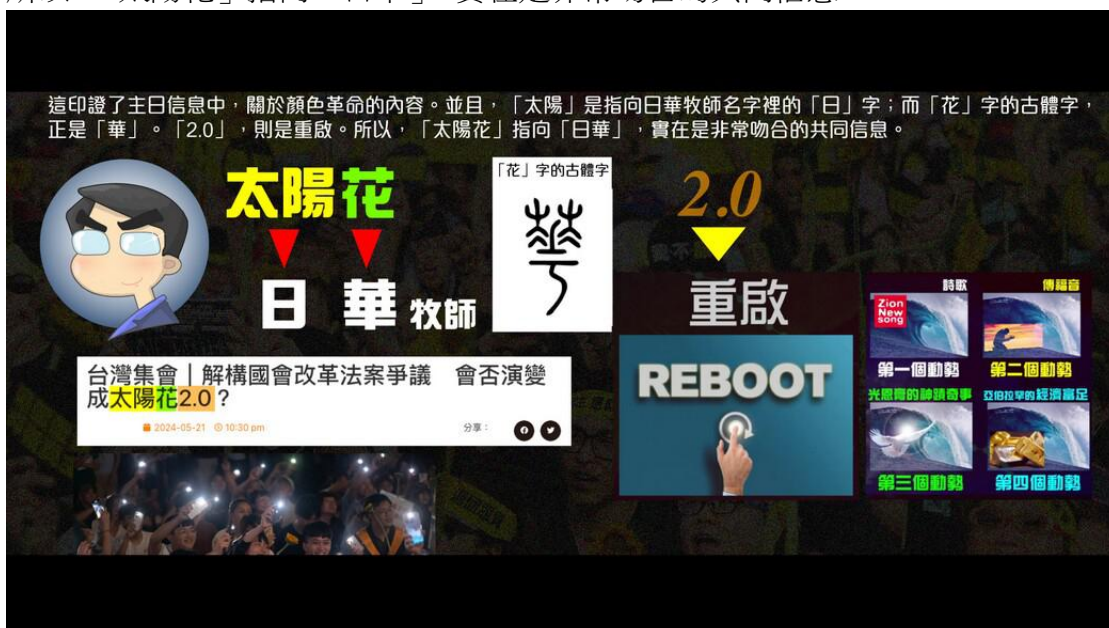 這印證了主日信息中,關於顏色革命的內容。並且,「太陽」是指向日華牧師名字裡的「日」字;而「花」字的古體字,
正是「華」。「2.0」,則是重啟。所以,「太陽花」指向「日華」,實在是非常吻合的共同信息。
太陽花
日 華 牧師
「花」字的古體字
華
2.0
重啟
REBOOT
台灣集會|解構國會改革法案爭議 會否演變
成太陽花2.0?
2024-05-21 10:30 pm
分享:
詩歌
Zion
New
song
第一個動勢
傳福音
第二個動勢
光恩膏的神蹟奇事
第三個動勢
亞伯拉罕的經濟富足
第四個動勢